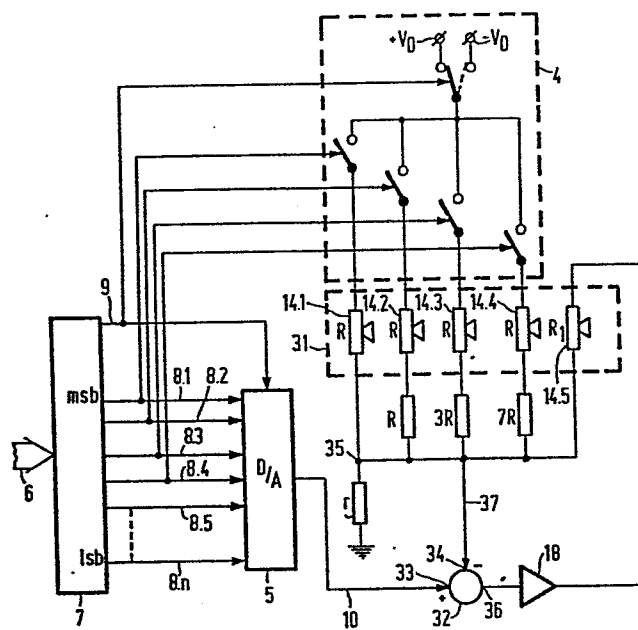 +V₀ -V₀
4
9
14.1 14.2 14.3 14.4
R R R R R₁
31
14.5
msb 8.1 8.2
8.3
8.4
8.5
D/A
R 3R 7R
35
r
37
6
lsb 8.n
34 -
33 18
+ 36
7 5 10 32